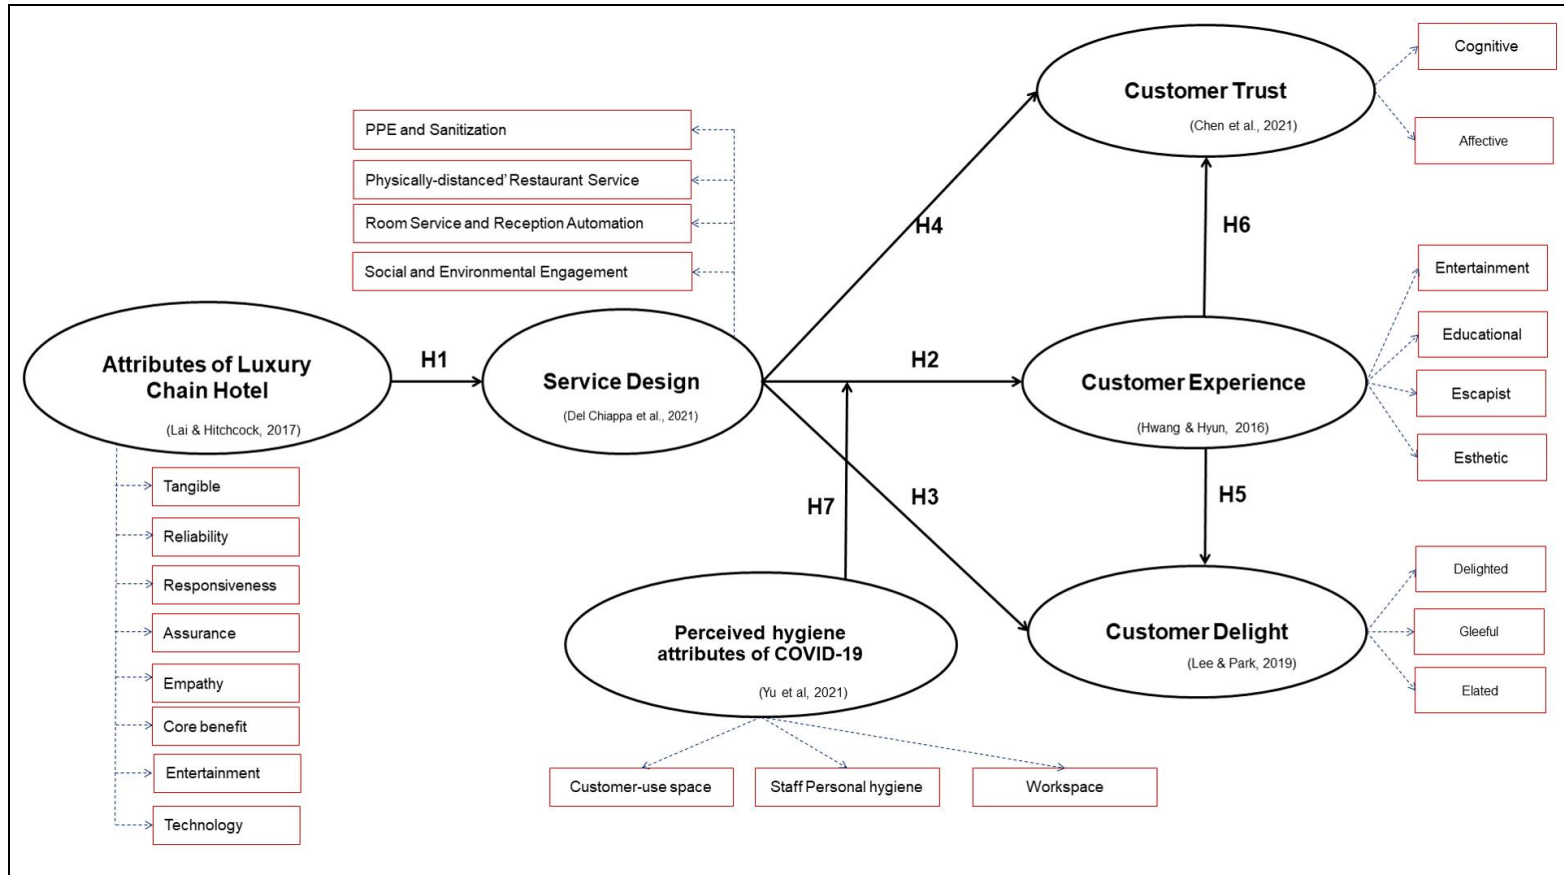 Customer Trust
(Chen et al., 2021)
Cognitive
Affective
PPE and Sanitization
Physically-distanced' Restaurant Service
Room Service and Reception Automation
Social and Environmental Engagement
H4
H6
Attributes of Luxury
Chain Hotel
(Lai & Hitchcock, 2017)
H1
Service Design
(Del Chiappa et al., 2021)
H2
Customer Experience
(Hwang & Hyun, 2016)
Entertainment
Educational
Escapist
Esthetic
Tangible
Reliability
Responsiveness
Assurance
Empathy
Core benefit
Entertainment
Technology
H7
H3
H5
Perceived hygiene
attributes of COVID-19
(Yu et al, 2021)
Customer Delight
(Lee & Park, 2019)
Delighted
Gleeful
Elated
Customer-use space
Staff Personal hygiene
Workspace